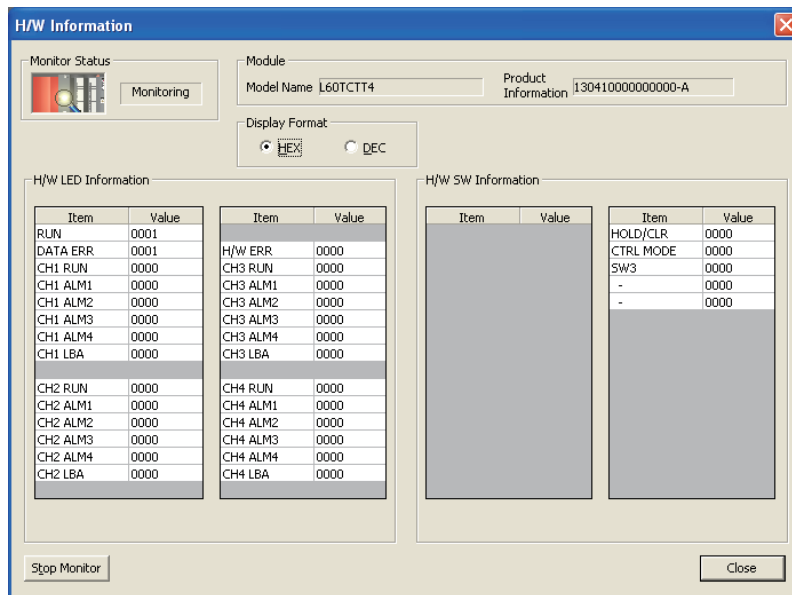 H/W Information
Monitor Status
Monitoring
Module
Model Name L60TCTT4
Product Information 130410000000000-A
Display Format
HEX DEC
H/W LED Information
Item Value Item Value
RUN 0001
DATA ERR 0001 H/W ERR 0000
CH1 RUN 0000 CH3 RUN 0000
CH1 ALM1 0000 CH3 ALM1 0000
CH1 ALM2 0000 CH3 ALM2 0000
CH1 ALM3 0000 CH3 ALM3 0000
CH1 ALM4 0000 CH3 ALM4 0000
CH1 LBA 0000 CH3 LBA 0000
CH2 RUN 0000 CH4 RUN 0000
CH2 ALM1 0000 CH4 ALM1 0000
CH2 ALM2 0000 CH4 ALM2 0000
CH2 ALM3 0000 CH4 ALM3 0000
CH2 ALM4 0000 CH4 ALM4 0000
CH2 LBA 0000 CH4 LBA 0000
H/W SW Information
Item Value Item Value
HOLD/CLR 0000
CTRL MODE 0000
SW3 0000
- 0000
- 0000
Stop Monitor
Close